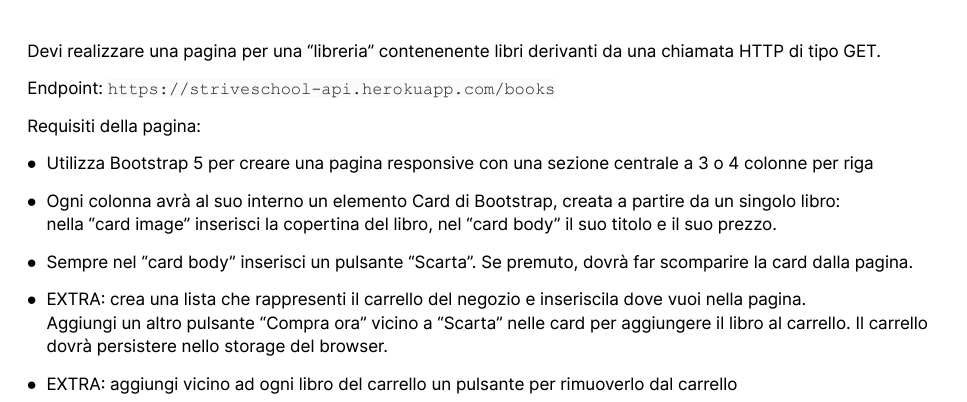 Devi realizzare una pagina per una “libreria” contenenente libri derivanti da una chiamata HTTP di tipo GET.
Endpoint: https://striveschool-api.herokuapp.com/books
Requisiti della pagina:
● Utilizza Bootstrap 5 per creare una pagina responsive con una sezione centrale a 3 o 4 colonne per riga
● Ogni colonna avrà al suo interno un elemento Card di Bootstrap, creata a partire da un singolo libro:
nella “card image” inserisci la copertina del libro, nel “card body” il suo titolo e il suo prezzo.
● Sempre nel “card body” inserisci un pulsante “Scarta”. Se premuto, dovrà far scomparire la card dalla pagina.
● EXTRA: crea una lista che rappresenti il carrello del negozio e inseriscila dove vuoi nella pagina.
Aggiungi un altro pulsante “Compra ora” vicino a “Scarta” nelle card per aggiungere il libro al carrello. Il carrello
dovrà persistere nello storage del browser.
● EXTRA: aggiungi vicino ad ogni libro del carrello un pulsante per rimuoverlo dal carrello